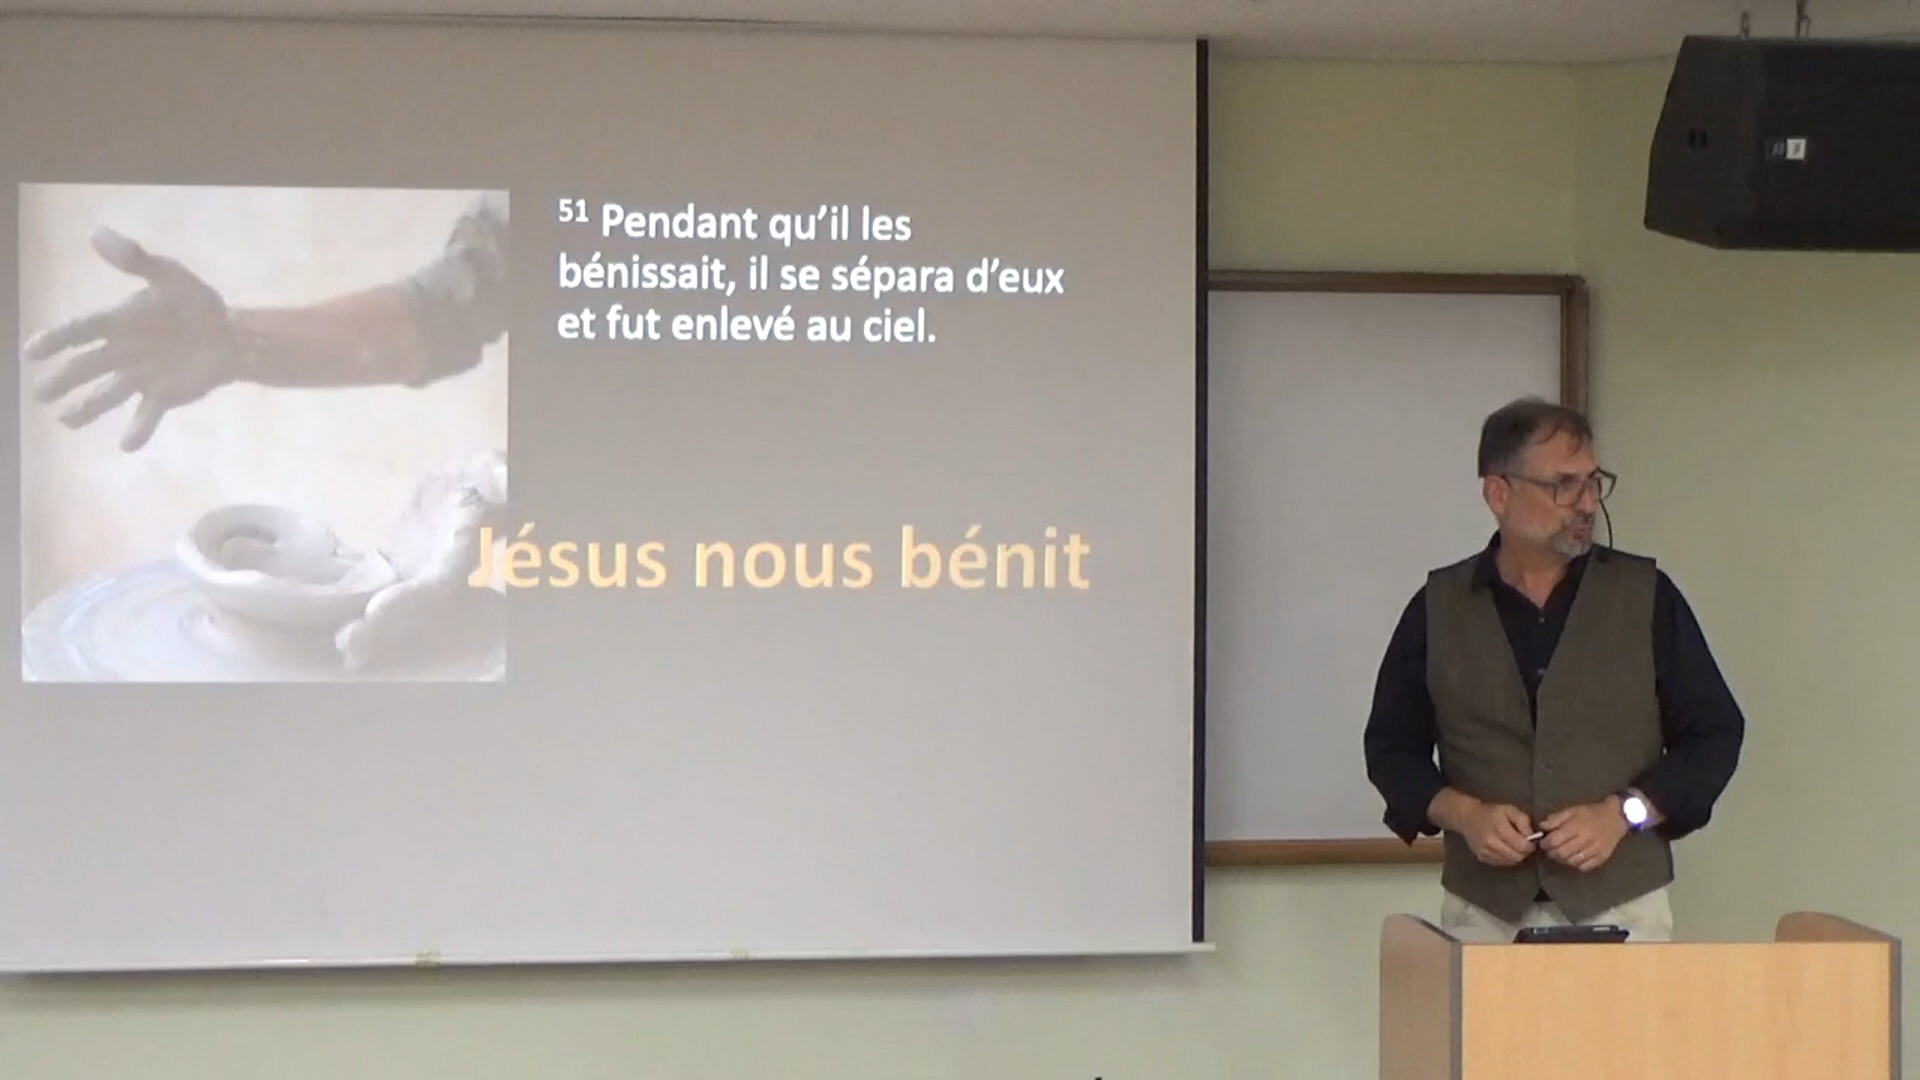 ⁵¹ Pendant qu’il les
bénissait, il se sépara d’eux
et fut enlevé au ciel.
Jésus nous bénit